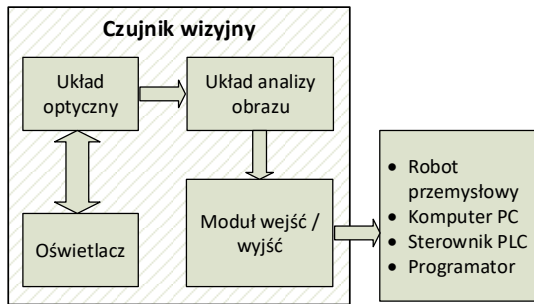 Czujnik wizyjny
Układ
optyczny
Układ analizy
obrazu
Oświetlacz
Moduł wejść /
wyjść
• Robot
przemysłowy
• Komputer PC
• Sterownik PLC
• Programator